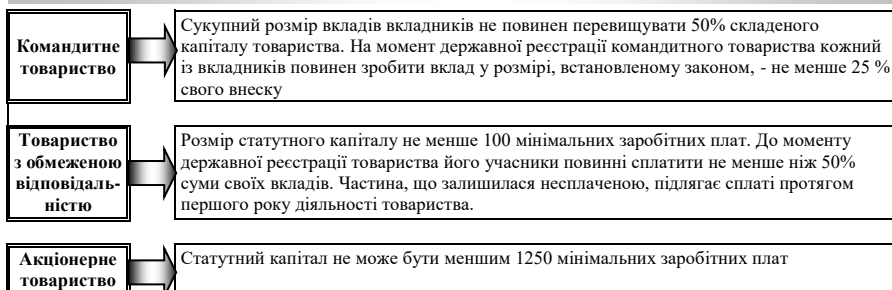 Командитне
товариство
Сукупний розмір вкладів вкладників не повинен перевищувати 50% складеного
капіталу товариства. На момент державної реєстрації командитного товариства кожний
із вкладників повинен зробити вклад у розмірі, встановленому законом, - не менше 25 %
свого внеску
Товариство
з обмеженою
відповідаль-
ністю
Розмір статутного капіталу не менше 100 мінімальних заробітних плат. До моменту
державної реєстрації товариства його учасники повинні сплатити не менше ніж 50%
суми своїх вкладів. Частина, що залишилася несплаченою, підлягає сплаті протягом
першого року діяльності товариства.
Акціонерне
товариство
Статутний капітал не може бути меншим 1250 мінімальних заробітних плат